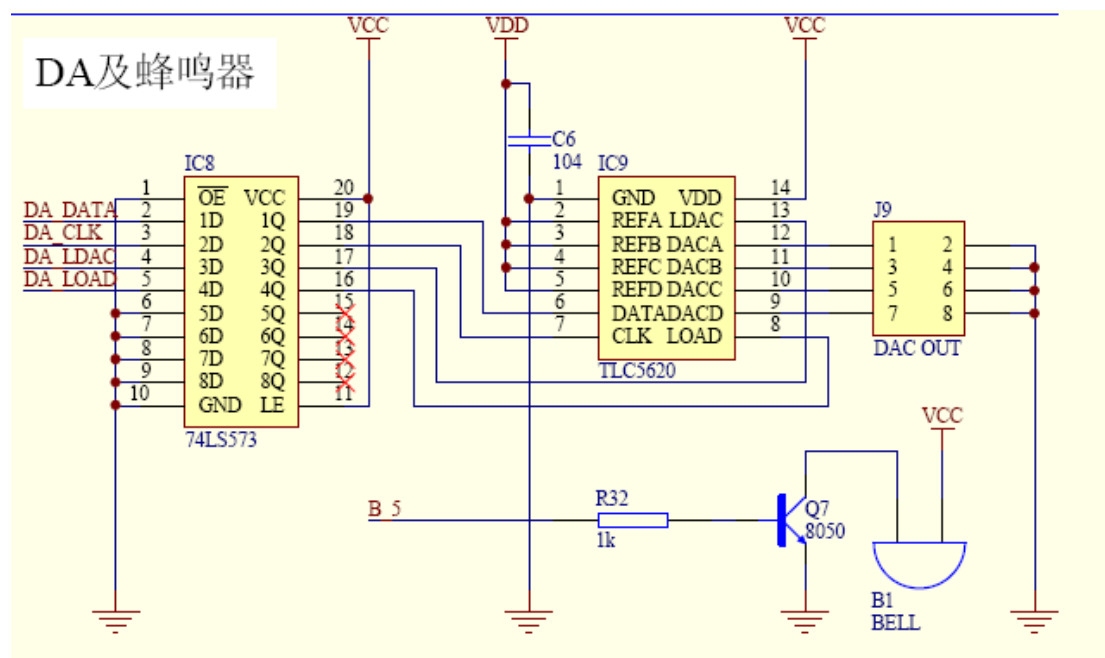 VCC VDD VCC
DA及蜂鸣器
C6
104
IC8
IC9
1 OE VCC 20
DA_DATA 2 1D 1Q 19
DA_CLK 3 2D 2Q 18
DA_LDAC 4 3D 3Q 17
DA_LOAD 5 4D 4Q 16
6 5D 5Q 15
7 6D 6Q 14
8 7D 7Q 13
9 8D 8Q 12
10 GND LE 11
74LS573
1 GND VDD 14
2 REFA LDAC 13
3 REFB DACA 12
4 REFC DACB 11
5 REFD DACC 10
6 DATA DACD 9
7 CLK LOAD 8
TLC5620
J9
1 2
3 4
5 6
7 8
DAC OUT
VCC
B_5
R32
1k
Q7
8050
B1
BELL